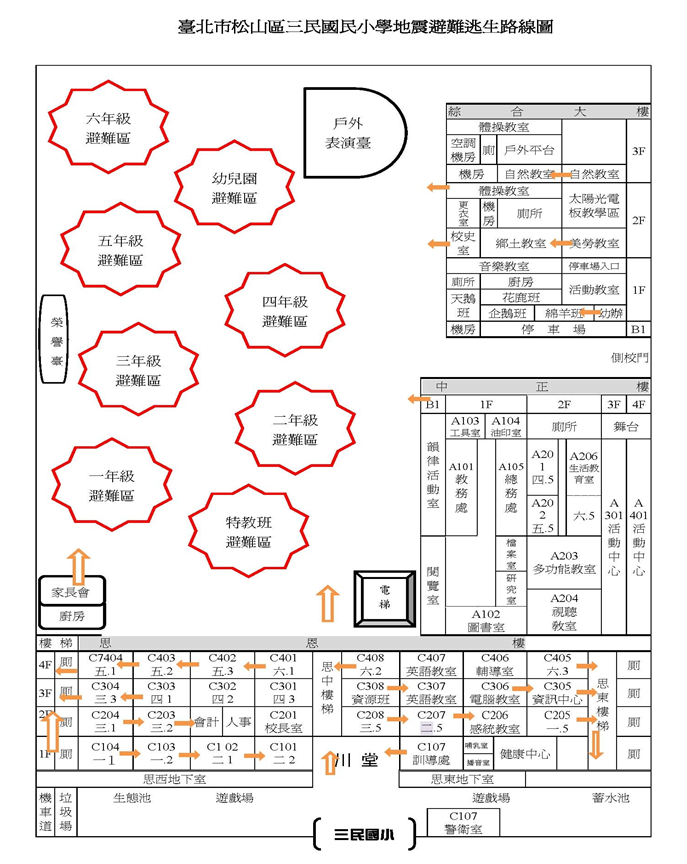 臺北市松山區三民國民小學地震避難逃生路線圖
六年級
避難區
戶外
表演臺
幼兒園
避難區
五年級
避難區
四年級
避難區
榮譽臺
三年級
避難區
二年級
避難區
一年級
避難區
特教班
避難區
家長會
廚房
電梯
綜合大樓
體操教室
空調機房
廁
戶外平台
3F
機房
自然教室
自然教室
體操教室
太陽光電板教學區
更衣室
機房
廁所
2F
校史室
鄉土教室
美勞教室
音樂教室
停車場入口
廁所
廚房
活動教室
1F
天鵝班
花鹿班
企鵝班
綿羊班
幼辦
機房
停車場
B1
側校門
中正樓
B1
1F
2F
3F
4F
A103
工具室
A104
油印室
廁所
舞台
韻律活動室
A101
教務處
A105
總務處
A201
四.5
A206
生活教育室
A202
五.5
六.5
A301活動中心
A401活動中心
閱覽室
檔案室
研究室
A203
多功能教室
A102
圖書室
A204
視聽教室
樓梯
思恩樓
4F
廁
C7404
五.1
C403
五.2
C402
五.3
C401
六.1
思中樓梯
C408
六.2
C407
英語教室
C406
輔導室
C405
六.3
思東樓梯
廁
3F
廁
C304
三.3
C303
四1
C302
四2
C301
四3
C308
資源班
C307
英語教室
C306
電腦教室
C305
資訊中心
廁
2F
廁
C204
三.1
C203
三.2
會計
人事
C201
校長室
C208
三.5
C207
二.5
C206
感統教室
C205
一.5
廁
1F
廁
C104
一1
C103
一.2
C102
二1
C101
二2
川堂
C107
訓導處
哺乳室
播音室
健康中心
廁
思西地下室
思東地下室
機車道
垃圾場
生態池
遊戲場
遊戲場
蓄水池
三民國小
C107
警衛室